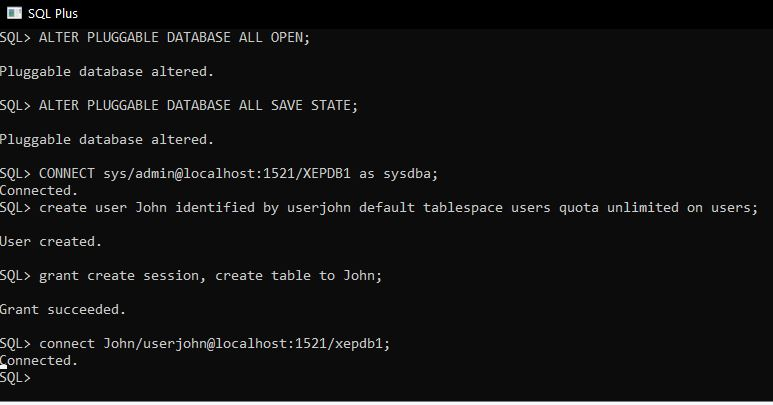 SQL Plus
SQL> ALTER PLUGGABLE DATABASE ALL OPEN;
Pluggable database altered.
SQL> ALTER PLUGGABLE DATABASE ALL SAVE STATE;
Pluggable database altered.
SQL> CONNECT sys/admin@localhost:1521/XEPDB1 as sysdba;
Connected.
SQL> create user John identified by userjohn default tablespace users quota unlimited on users;
User created.
SQL> grant create session, create table to John;
Grant succeeded.
SQL> connect John/userjohn@localhost:1521/xepdb1;
Connected.
SQL>